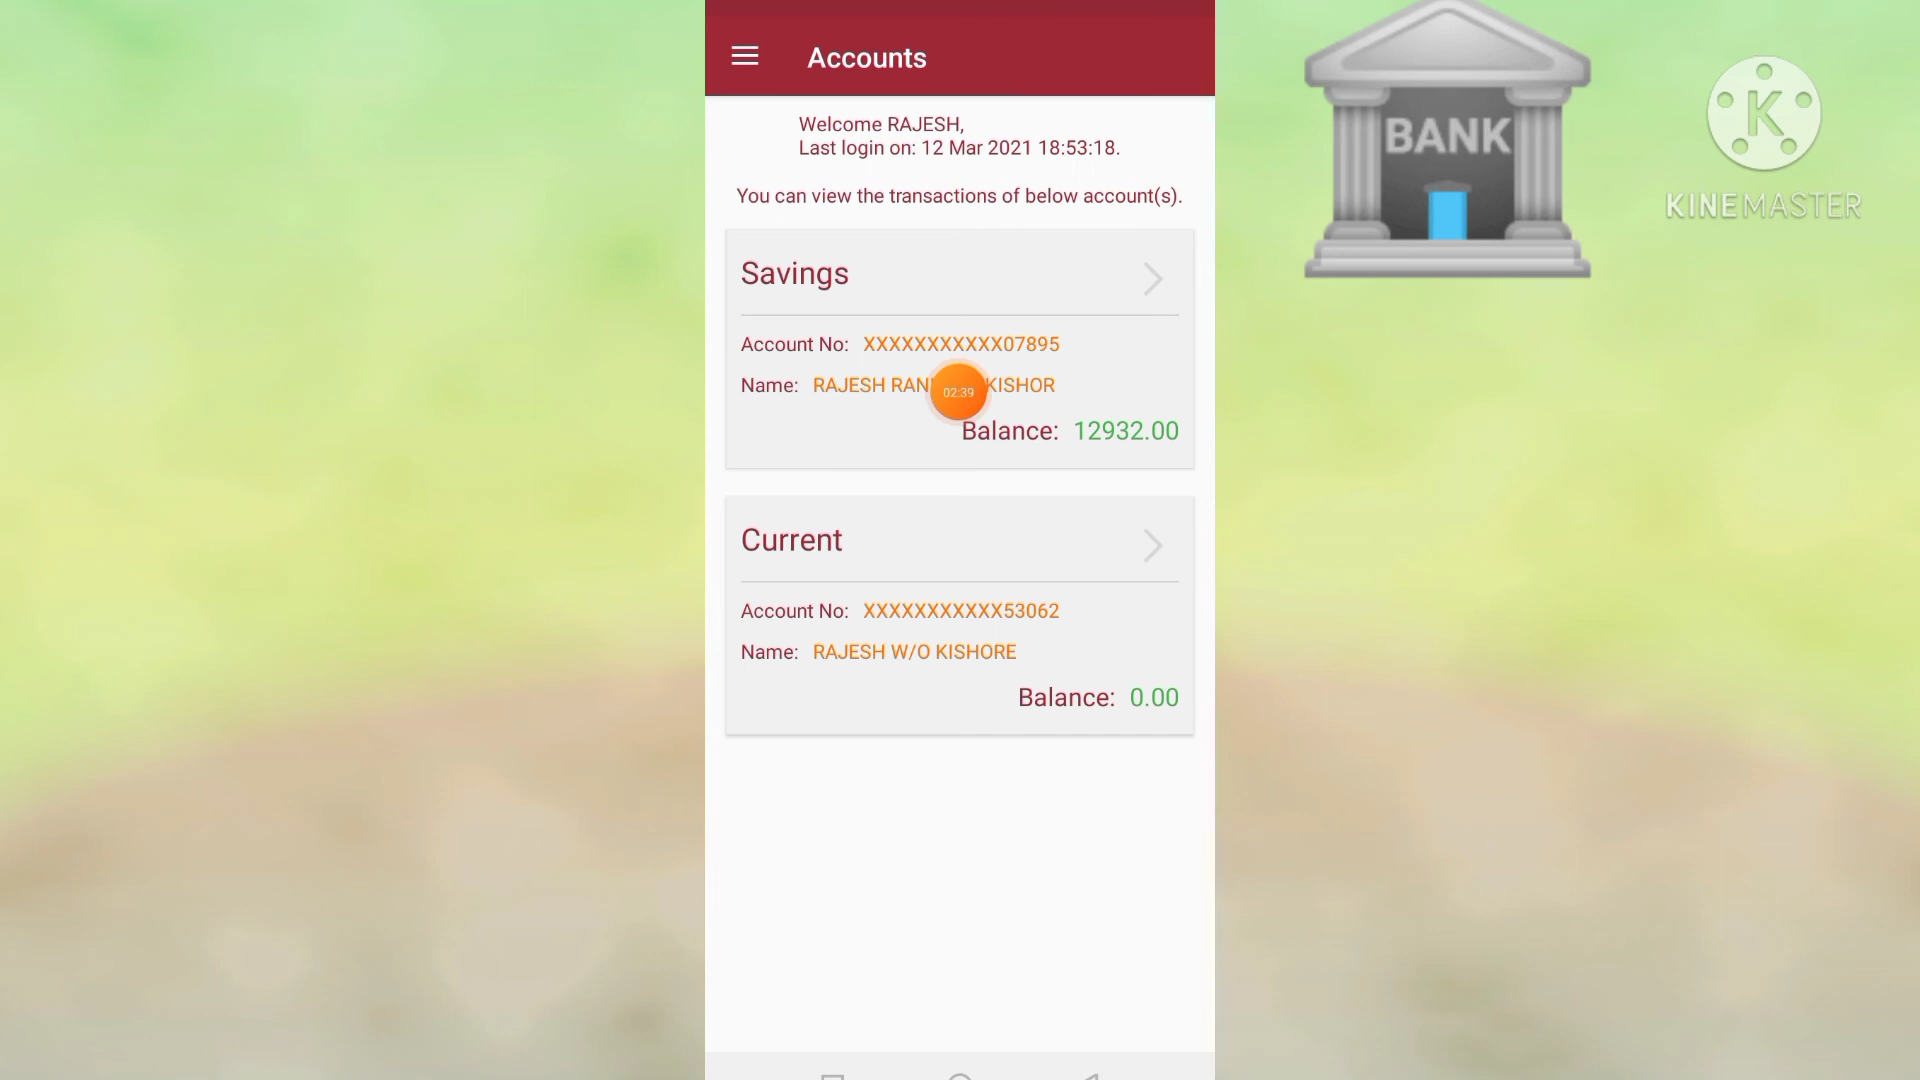 Accounts
Welcome RAJESH,
Last login on: 12 Mar 2021 18:53:18.
You can view the transactions of below account(s).
Savings
Account No: XXXXXXXXXXX07895
Name: RAJESH KISHOR
02:39
Balance: 12932.00
Current
Account No: XXXXXXXXXXX53062
Name: RAJESH W/O KISHORE
Balance: 0.00
BANK
K
KINEMASTER